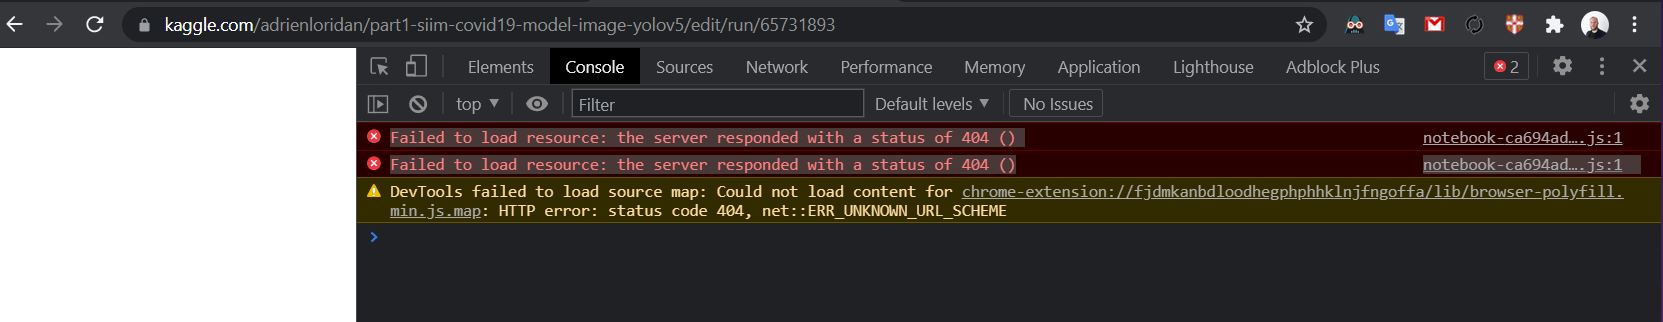 kaggle.com/adrienloridan/part1-siim-covid19-model-image-yolov5/edit/run/65731893
Elements Console Sources Network Performance Memory Application Lighthouse Adblock Plus 2
top Filter Default levels No Issues
Failed to load resource: the server responded with a status of 404 () notebook-ca694ad….js:1
Failed to load resource: the server responded with a status of 404 () notebook-ca694ad….js:1
DevTools failed to load source map: Could not load content for chrome-extension://fjdmkanbdloodhegphphhklnjfngoffa/lib/browser-polyfill.
min.js.map: HTTP error: status code 404, net::ERR_UNKNOWN_URL_SCHEME